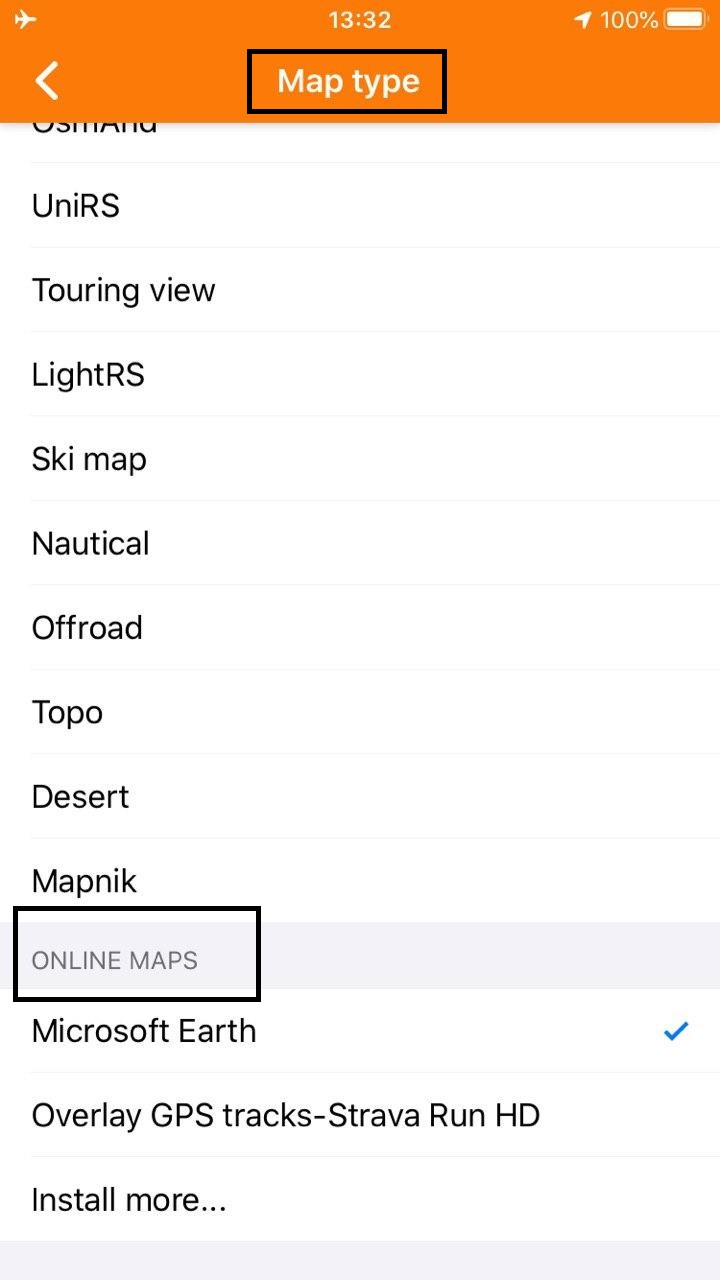 13:32
100%
Map type
OsmAnd
UniRS
Touring view
LightRS
Ski map
Nautical
Offroad
Topo
Desert
Mapnik
ONLINE MAPS
Microsoft Earth
Overlay GPS tracks-Strava Run HD
Install more...